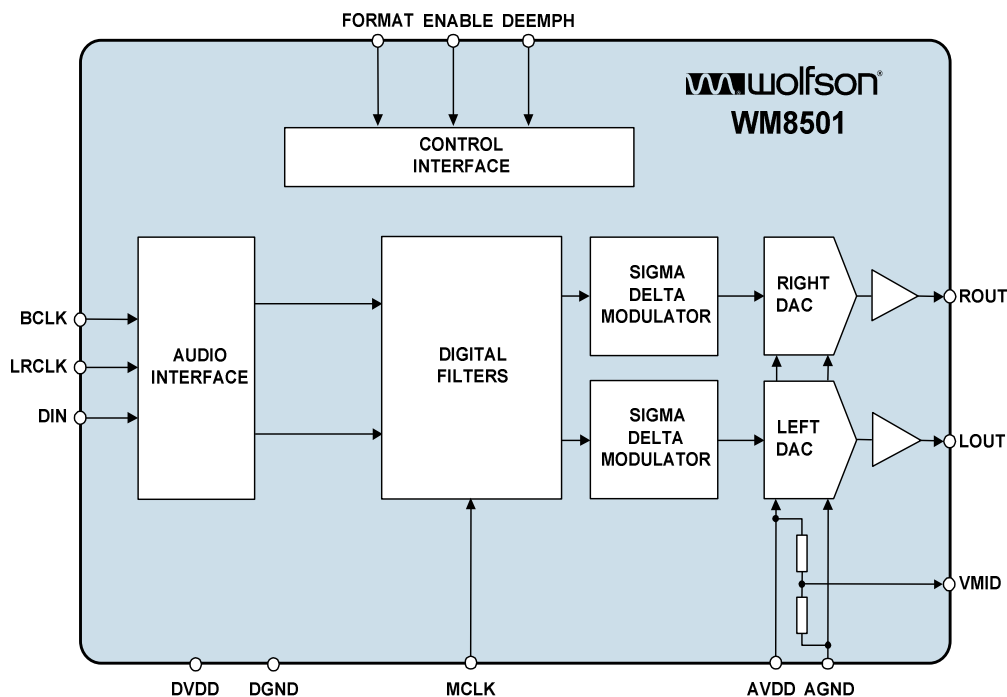 FORMAT ENABLE DEEMPH
wolfson®
WM8501
CONTROL
INTERFACE
BCLK
LRCLK
DIN
AUDIO
INTERFACE
DIGITAL
FILTERS
SIGMA
DELTA
MODULATOR
RIGHT
DAC
ROUT
SIGMA
DELTA
MODULATOR
LEFT
DAC
LOUT
VMID
DVDD DGND MCLK AVDD AGND